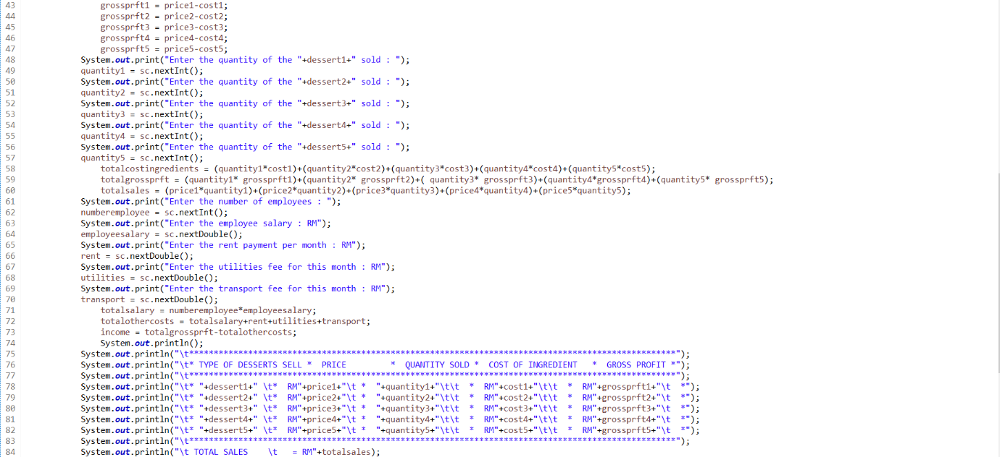 43 grossprft1 = price1-cost1;
44 grossprft2 = price2-cost2;
45 grossprft3 = price3-cost3;
46 grossprft4 = price4-cost4;
47 grossprft5 = price5-cost5;
48 System.out.print("Enter the quantity of the "+dessert1+" sold : ");
49 quantity1 = sc.nextInt();
50 System.out.print("Enter the quantity of the "+dessert2+" sold : ");
51 quantity2 = sc.nextInt();
52 System.out.print("Enter the quantity of the "+dessert3+" sold : ");
53 quantity3 = sc.nextInt();
54 System.out.print("Enter the quantity of the "+dessert4+" sold : ");
55 quantity4 = sc.nextInt();
56 System.out.print("Enter the quantity of the "+dessert5+" sold : ");
57 quantity5 = sc.nextInt();
58 totalcostingredients = (quantity1*cost1)+(quantity2*cost2)+(quantity3*cost3)+(quantity4*cost4)+(quantity5*cost5);
59 totalgrossprft = (quantity1* grossprft1)+(quantity2* grossprft2)+( quantity3* grossprft3)+(quantity4*grossprft4)+(quantity5* grossprft5);
60 totalsales = (price1*quantity1)+(price2*quantity2)+(price3*quantity3)+(price4*quantity4)+(price5*quantity5);
61 System.out.print("Enter the number of employees : ");
62 numberemployee = sc.nextInt();
63 System.out.print("Enter the employee salary : RM");
64 employeesalary = sc.nextDouble();
65 System.out.print("Enter the rent payment per month : RM");
66 rent = sc.nextDouble();
67 System.out.print("Enter the utilities fee for this month : RM");
68 utilities = sc.nextDouble();
69 System.out.print("Enter the transport fee for this month : RM");
70 transport = sc.nextDouble();
71 totalsalary = numberemployee*employeesalary;
72 totalothercosts = totalsalary+rent+utilities+transport;
73 income = totalgrossprft-totalothercosts;
74 System.out.println();
75 System.out.println("\t***************************************************************************************************");
76 System.out.println("\t* TYPE OF DESSERTS SELL *  PRICE         *  QUANTITY SOLD *  COST OF INGREDIENT   *  GROSS PROFIT *");
77 System.out.println("\t***************************************************************************************************");
78 System.out.println("\t* "+dessert1+" \t*  RM"+price1+"\t *  "+quantity1+"\t\t  *  RM"+cost1+"\t\t  *  RM"+grossprft1+"\t  *");
79 System.out.println("\t* "+dessert2+" \t*  RM"+price2+"\t *  "+quantity2+"\t\t  *  RM"+cost2+"\t\t  *  RM"+grossprft2+"\t  *");
80 System.out.println("\t* "+dessert3+" \t*  RM"+price3+"\t *  "+quantity3+"\t\t  *  RM"+cost3+"\t\t  *  RM"+grossprft3+"\t  *");
81 System.out.println("\t* "+dessert4+" \t*  RM"+price4+"\t *  "+quantity4+"\t\t  *  RM"+cost4+"\t\t  *  RM"+grossprft4+"\t  *");
82 System.out.println("\t* "+dessert5+" \t*  RM"+price5+"\t *  "+quantity5+"\t\t  *  RM"+cost5+"\t\t  *  RM"+grossprft5+"\t  *");
83 System.out.println("\t***************************************************************************************************");
84 System.out.println("\t TOTAL SALES    \t   = RM"+totalsales);